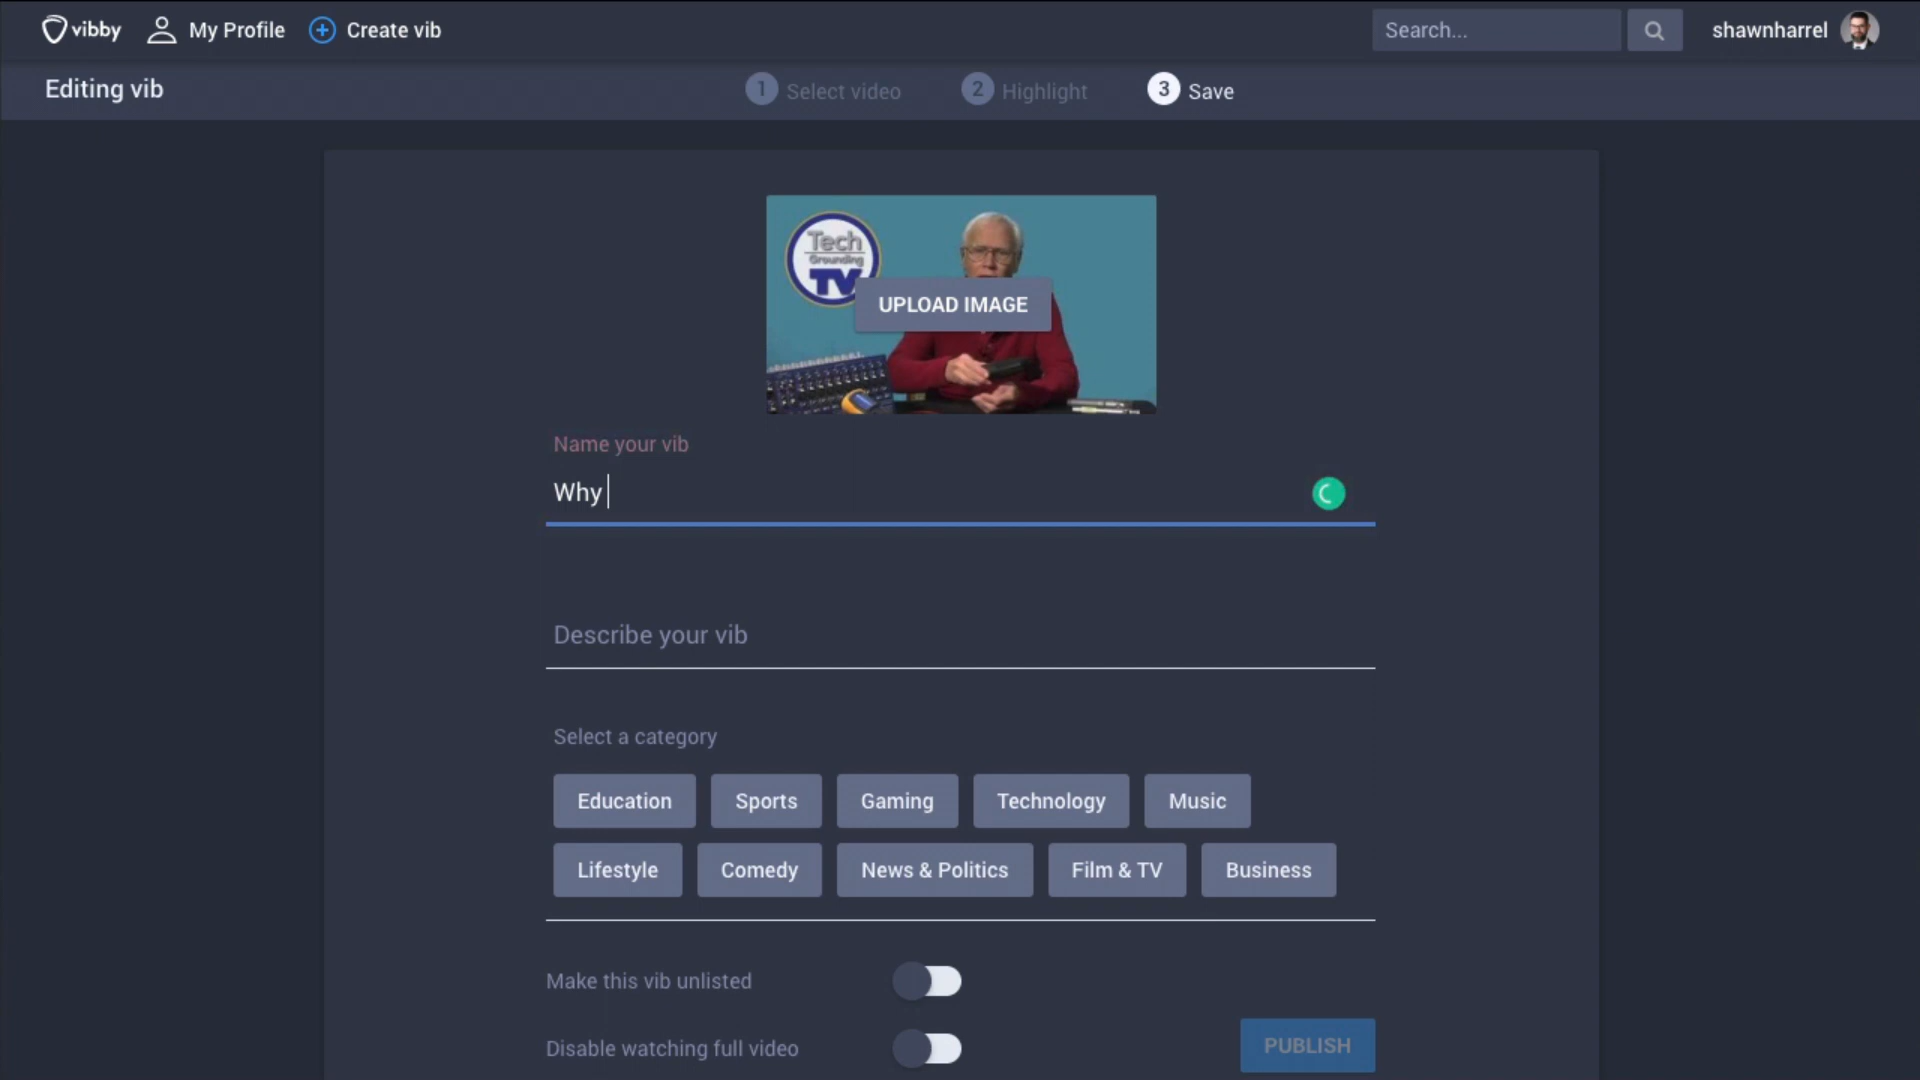 vibby My Profile Create vib Search... shawnharrel
Editing vib 1 Select video 2 Highlight 3 Save
Tech
Grounding
TV
UPLOAD IMAGE
Name your vib
Why
Describe your vib
Select a category
Education Sports Gaming Technology Music
Lifestyle Comedy News & Politics Film & TV Business
Make this vib unlisted
Disable watching full video PUBLISH